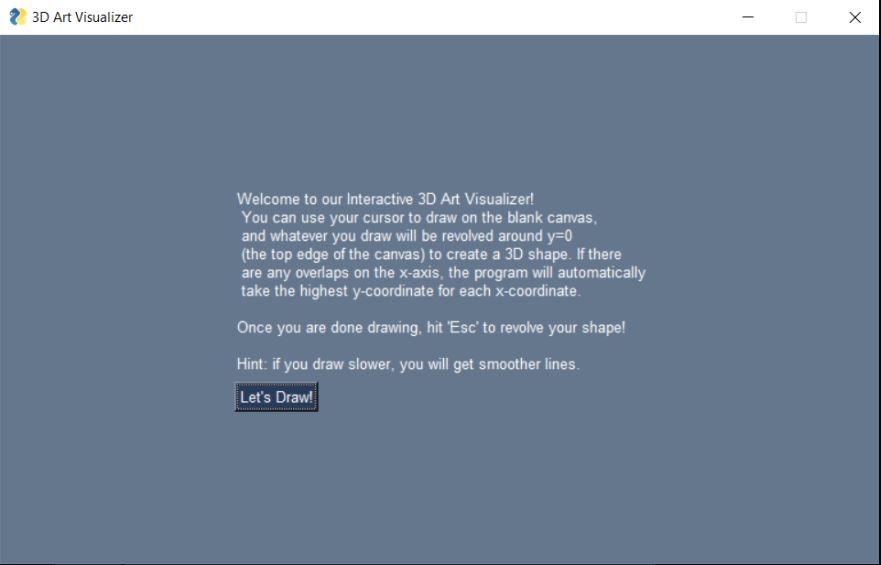 3D Art Visualizer
Welcome to our Interactive 3D Art Visualizer!
You can use your cursor to draw on the blank canvas,
and whatever you draw will be revolved around y=0
(the top edge of the canvas) to create a 3D shape. If there
are any overlaps on the x-axis, the program will automatically
take the highest y-coordinate for each x-coordinate.
Once you are done drawing, hit 'Esc' to revolve your shape!
Hint: if you draw slower, you will get smoother lines.
Let's Draw!